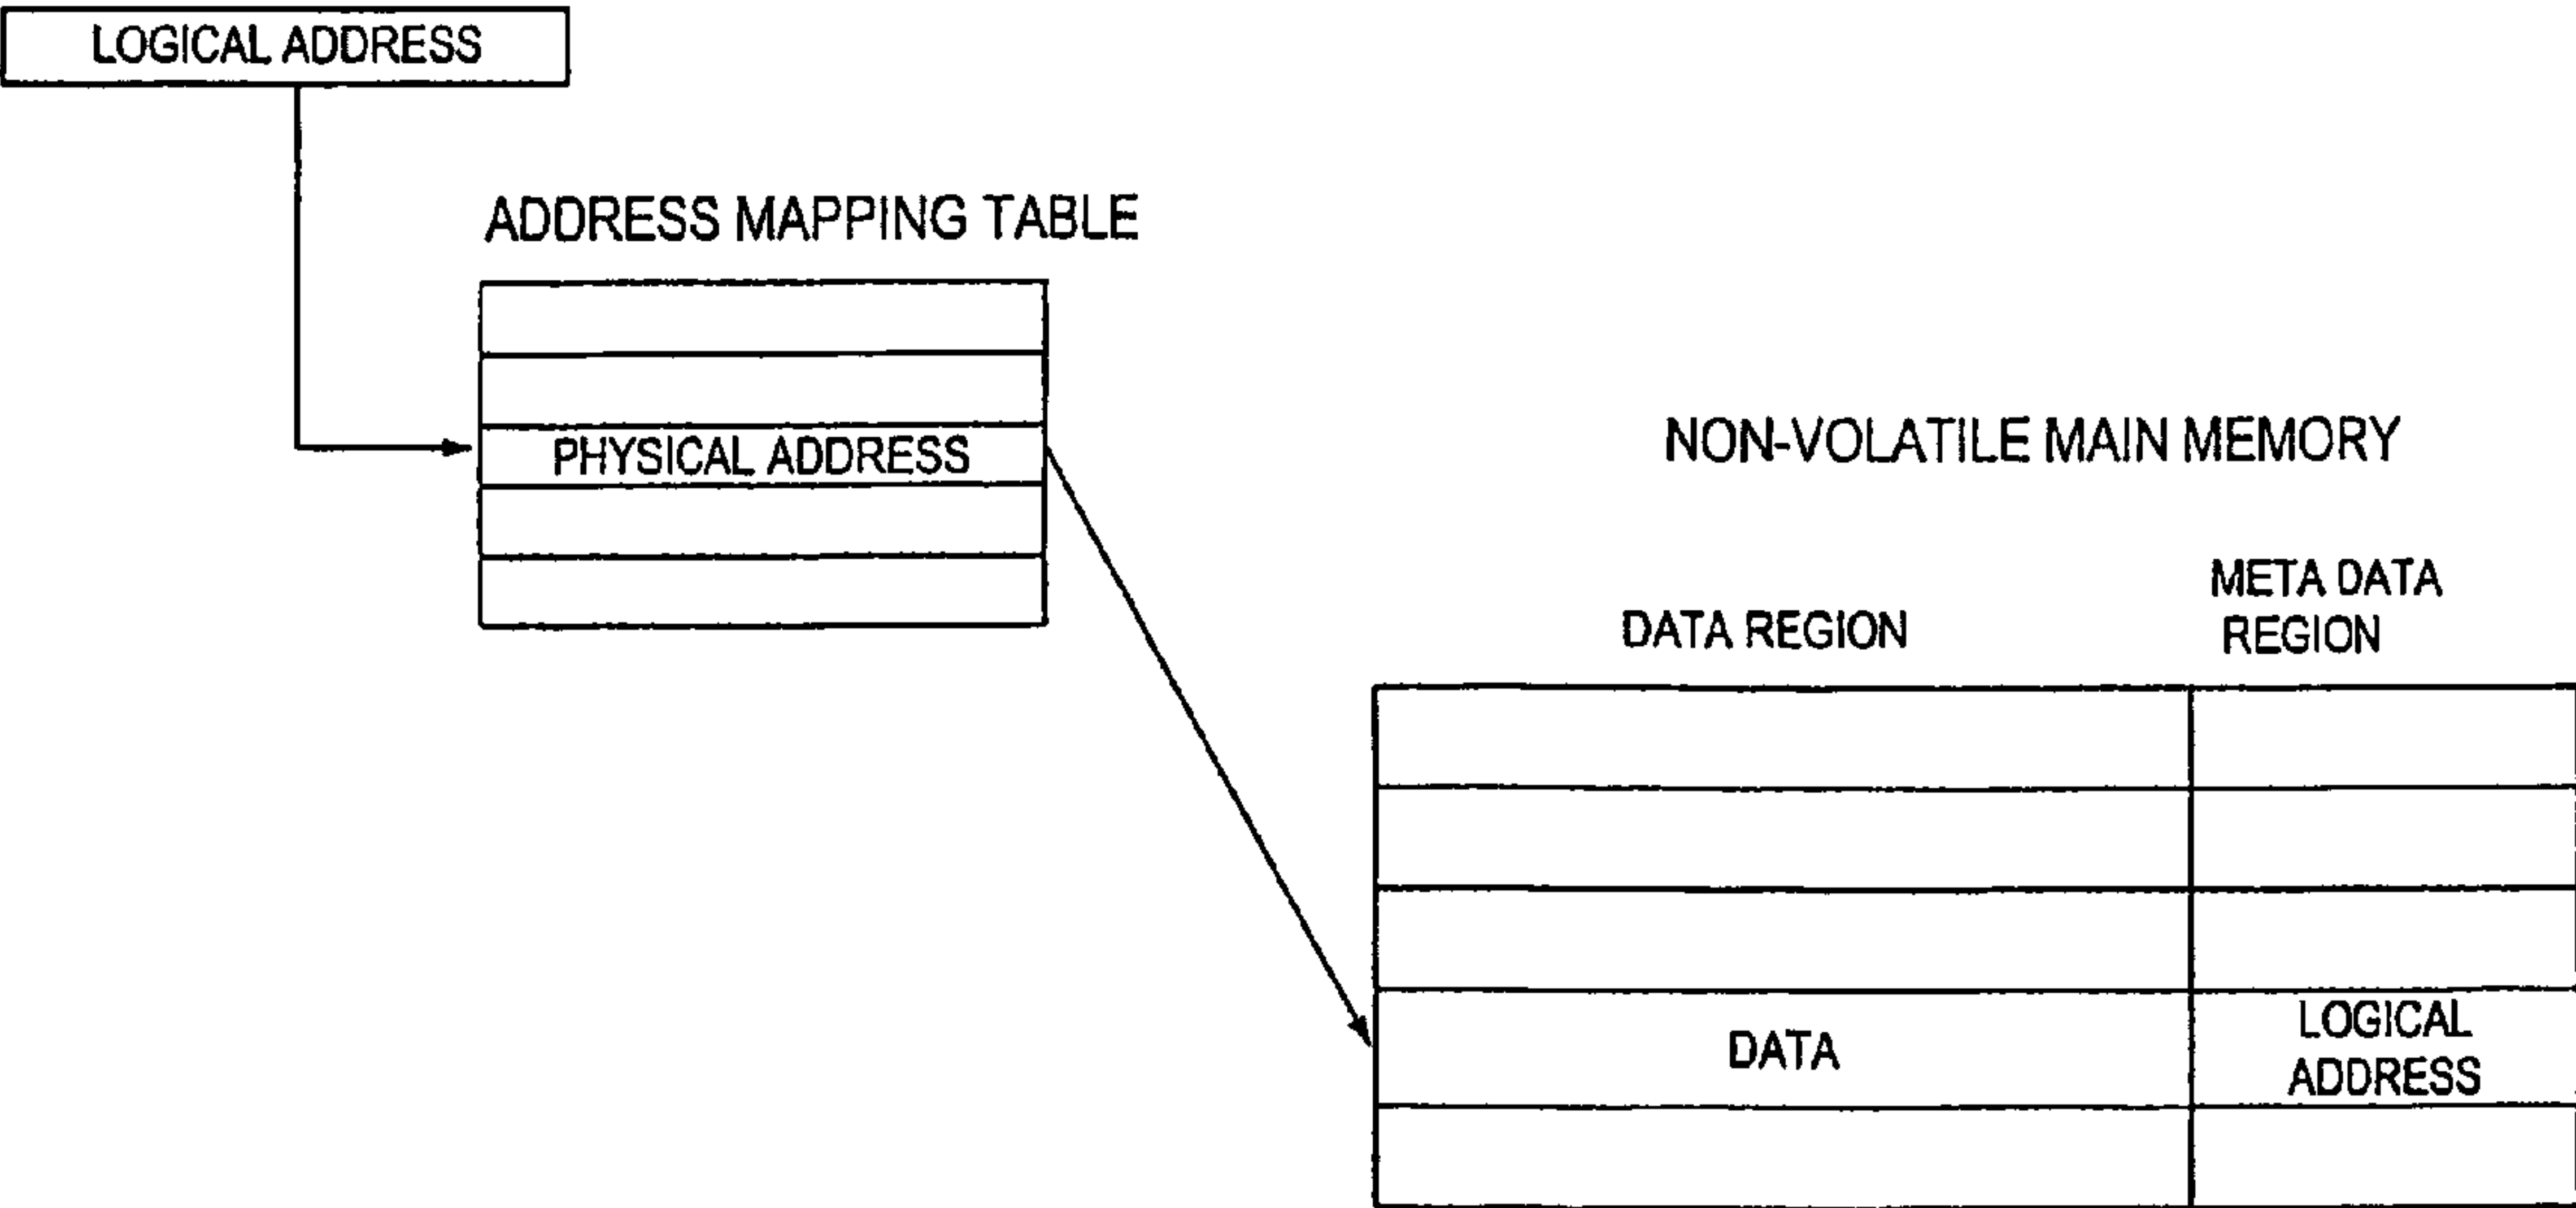 LOGICAL ADDRESS
ADDRESS MAPPING TABLE
PHYSICAL ADDRESS
NON-VOLATILE MAIN MEMORY
DATA REGION
META DATA
REGION
DATA
LOGICAL
ADDRESS